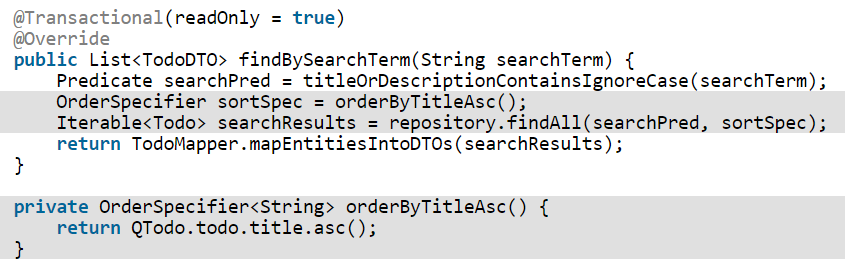 @Transactional(readOnly = true)
@Override
public List<TodoDTO> findBySearchTerm(String searchTerm) {
    Predicate searchPred = titleOrDescriptionContainsIgnoreCase(searchTerm);
    OrderSpecifier sortSpec = orderByTitleAsc();
    Iterable<Todo> searchResults = repository.findAll(searchPred, sortSpec);
    return TodoMapper.mapEntitiesIntoDTOs(searchResults);
}

private OrderSpecifier<String> orderByTitleAsc() {
    return QTodo.todo.title.asc();
}